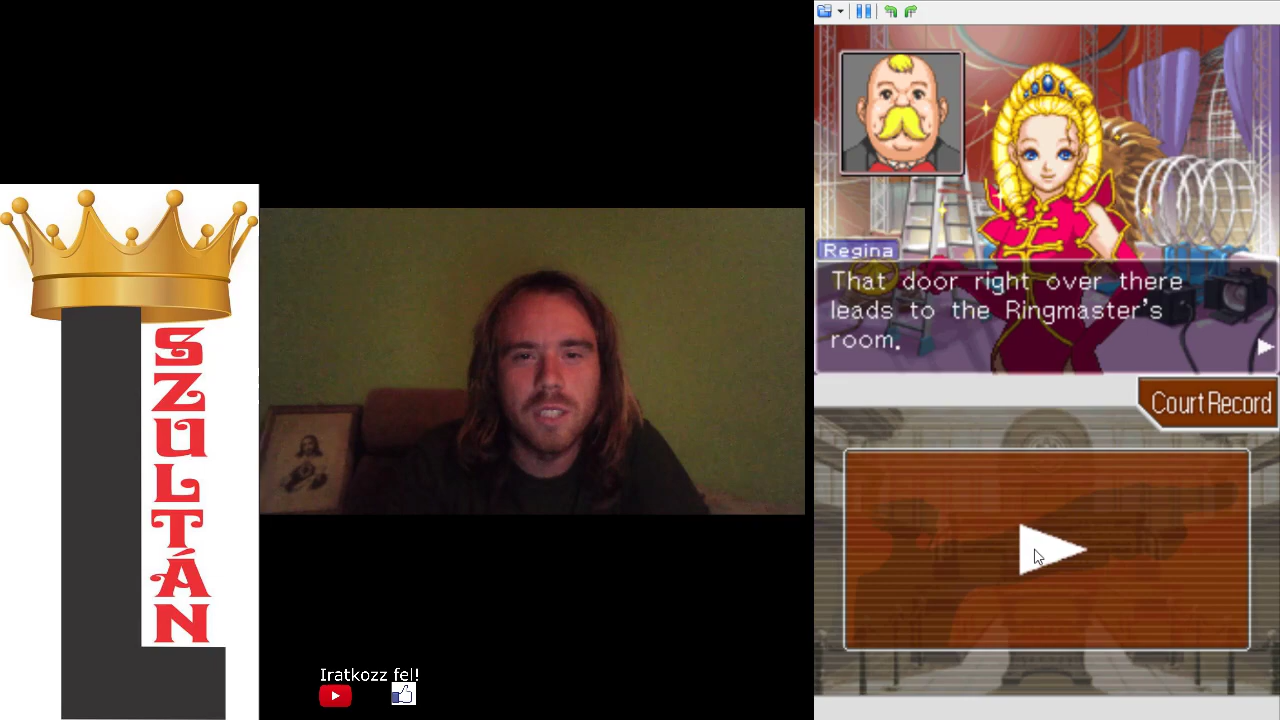 SZULTÁN
L
Iratkozz fel!
Regina
That door right over there
leads to the Ringmaster's
room.
Court Record